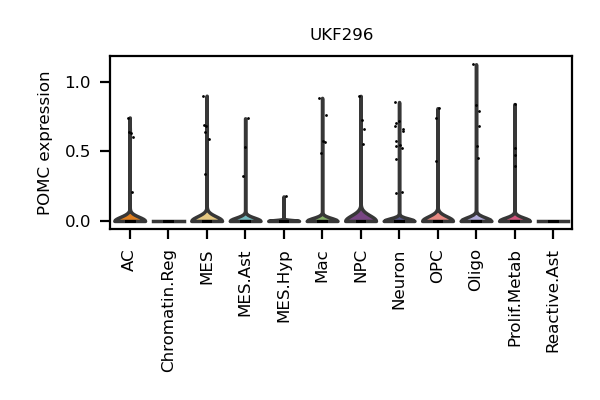 UKF296
POMC expression
1.0
0.5
0.0
AC
Chromatin.Reg
MES
MES.Ast
MES.Hyp
Mac
NPC
Neuron
OPC
Oligo
Prolif.Metab
Reactive.Ast